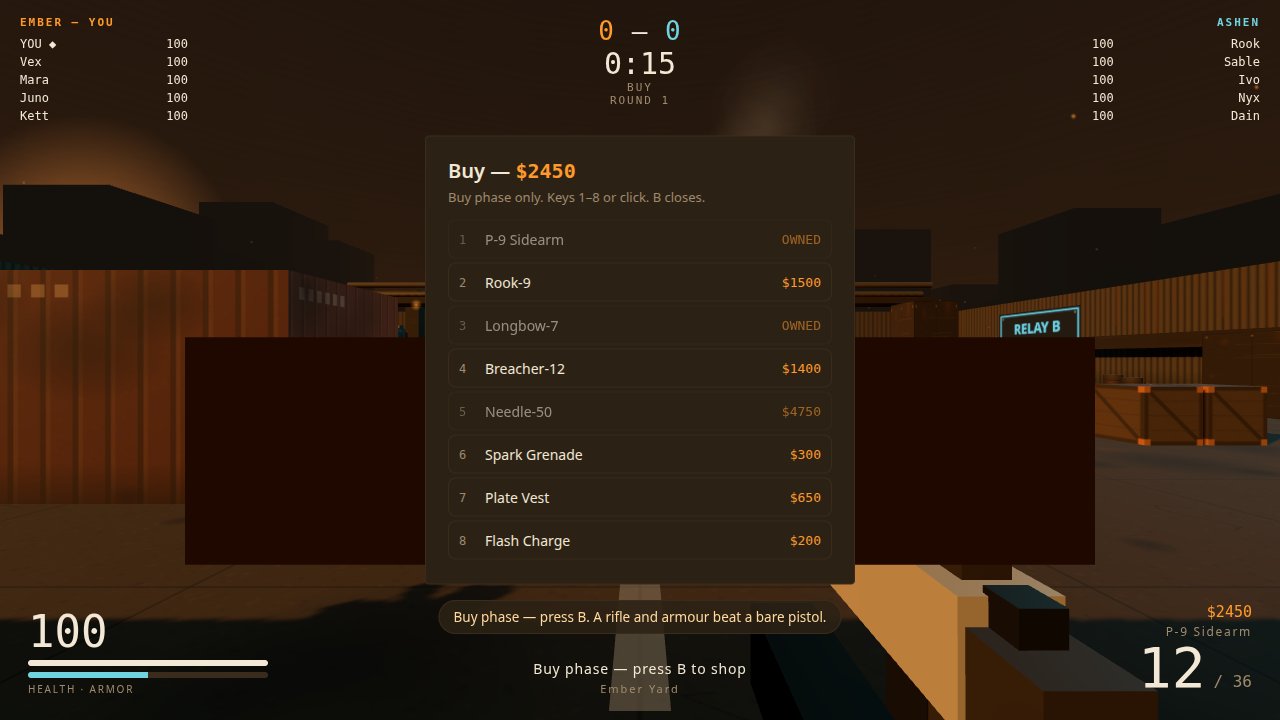 EMBER — YOU
YOU ◆ 100
Vex 100
Mara 100
Juno 100
Kett 100
0 — 0
0:15
BUY
ROUND 1
ASHEN
100 Rook
100 Sable
100 Ivo
100 Nyx
100 Dain
Buy — $2450
Buy phase only. Keys 1–8 or click. B closes.
1 P-9 Sidearm OWNED
2 Rook-9 $1500
3 Longbow-7 OWNED
4 Breacher-12 $1400
5 Needle-50 $4750
6 Spark Grenade $300
7 Plate Vest $650
8 Flash Charge $200
RELAY B
Buy phase — press B. A rifle and armour beat a bare pistol.
Buy phase — press B to shop
Ember Yard
100
HEALTH · ARMOR
$2450
P-9 Sidearm
12 / 36